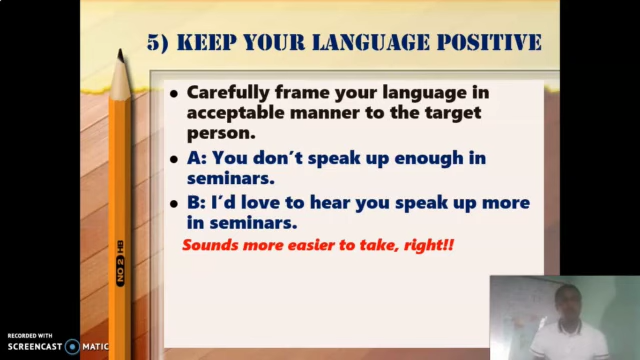 5) KEEP YOUR LANGUAGE POSITIVE
• Carefully frame your language in
acceptable manner to the target
person.
• A: You don't speak up enough in
seminars.
• B: I'd love to hear you speak up more
in seminars.
Sounds more easier to take, right!!
NO 2 HB
RECORDED WITH
SCREENCAST MATIC